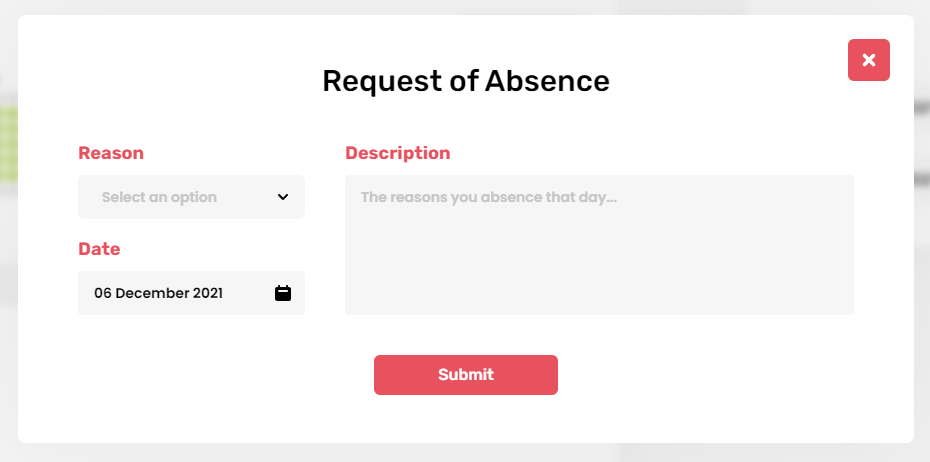 Request of Absence
Reason
Select an option
Date
06 December 2021
Description
The reasons you absence that day...
Submit